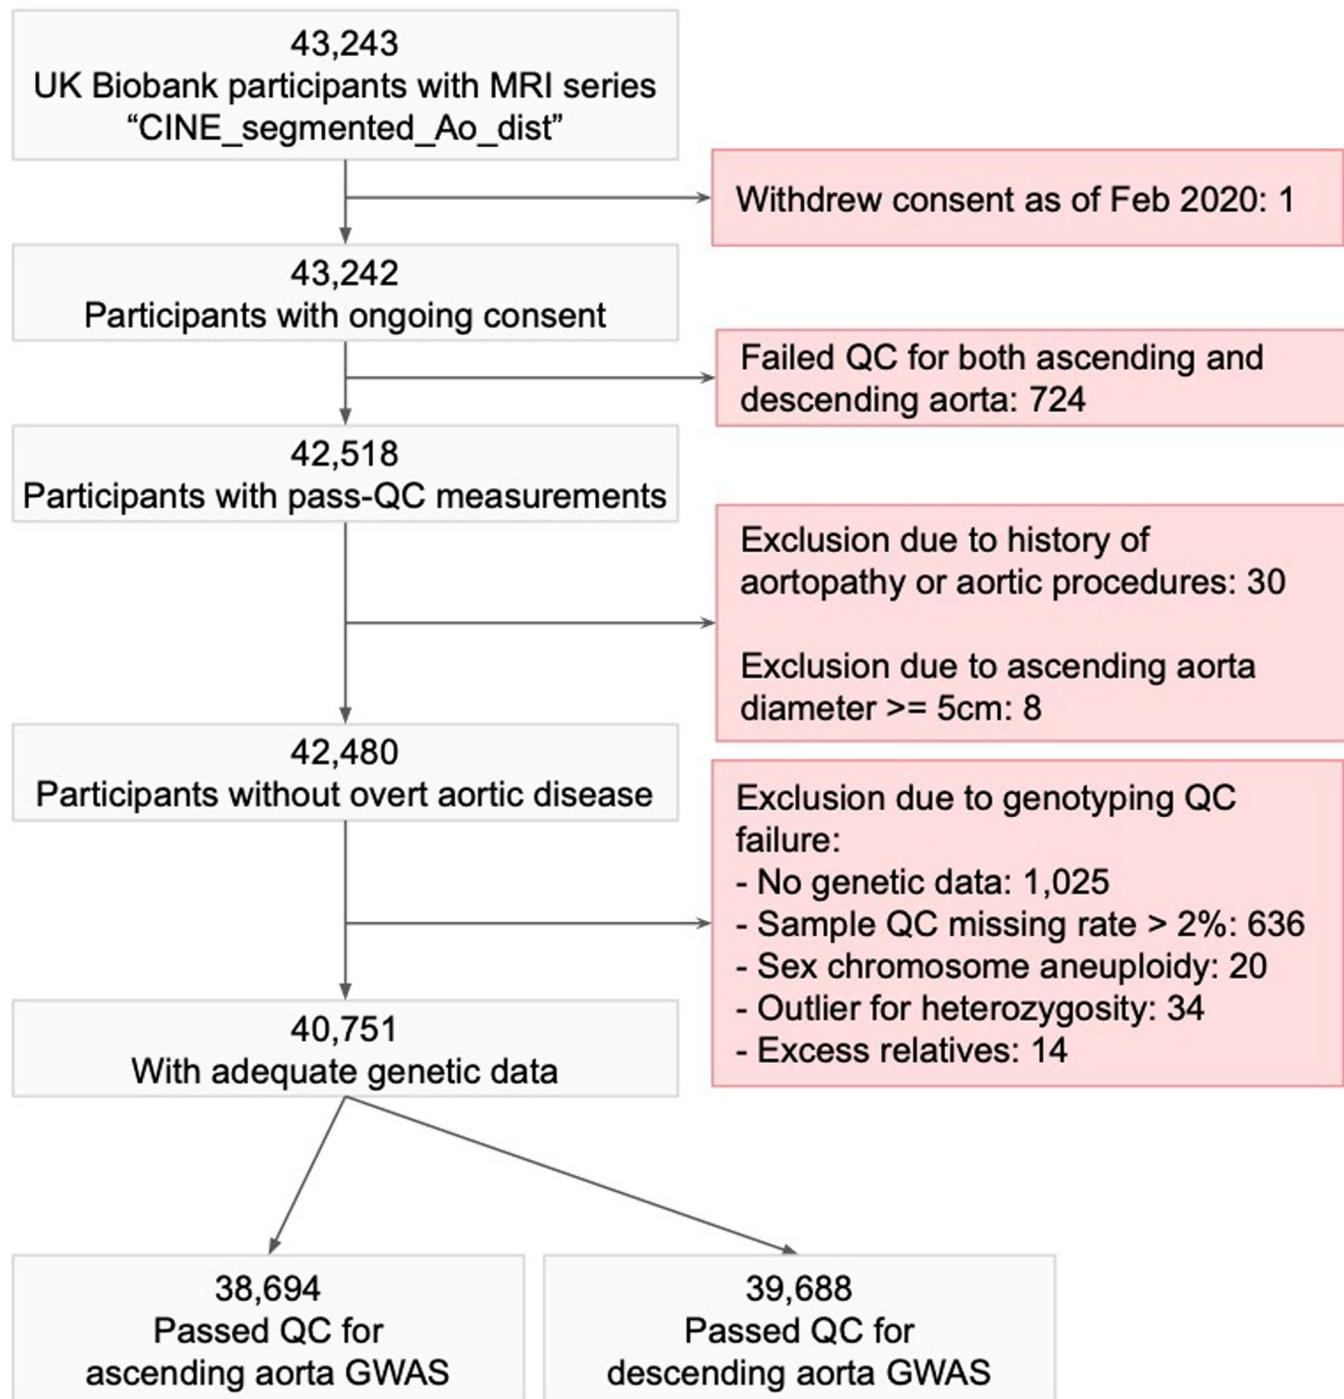 43,243
UK Biobank participants with MRI series
“CINE_segmented_Ao_dist”
Withdrew consent as of Feb 2020: 1
43,242
Participants with ongoing consent
Failed QC for both ascending and
descending aorta: 724
42,518
Participants with pass-QC measurements
Exclusion due to history of
aortopathy or aortic procedures: 30
Exclusion due to ascending aorta
diameter >= 5cm: 8
42,480
Participants without overt aortic disease
Exclusion due to genotyping QC
failure:
- No genetic data: 1,025
- Sample QC missing rate > 2%: 636
- Sex chromosome aneuploidy: 20
- Outlier for heterozygosity: 34
- Excess relatives: 14
40,751
With adequate genetic data
38,694
Passed QC for
ascending aorta GWAS
39,688
Passed QC for
descending aorta GWAS